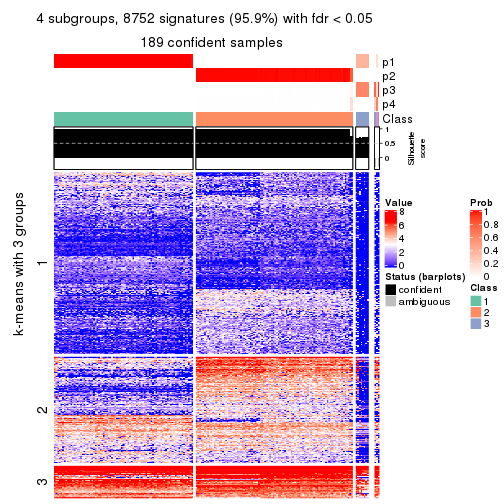 4 subgroups, 8752 signatures (95.9%) with fdr < 0.05
189 confident samples
p1
p2
p3
p4
Class
1
0.5
0
Silhouette
score
k-means with 3 groups
1
2
3
Value
8
6
4
2
0
Status (barplots)
confident
ambiguous
Prob
1
0.8
0.6
0.4
0.2
0
Class
1
2
3